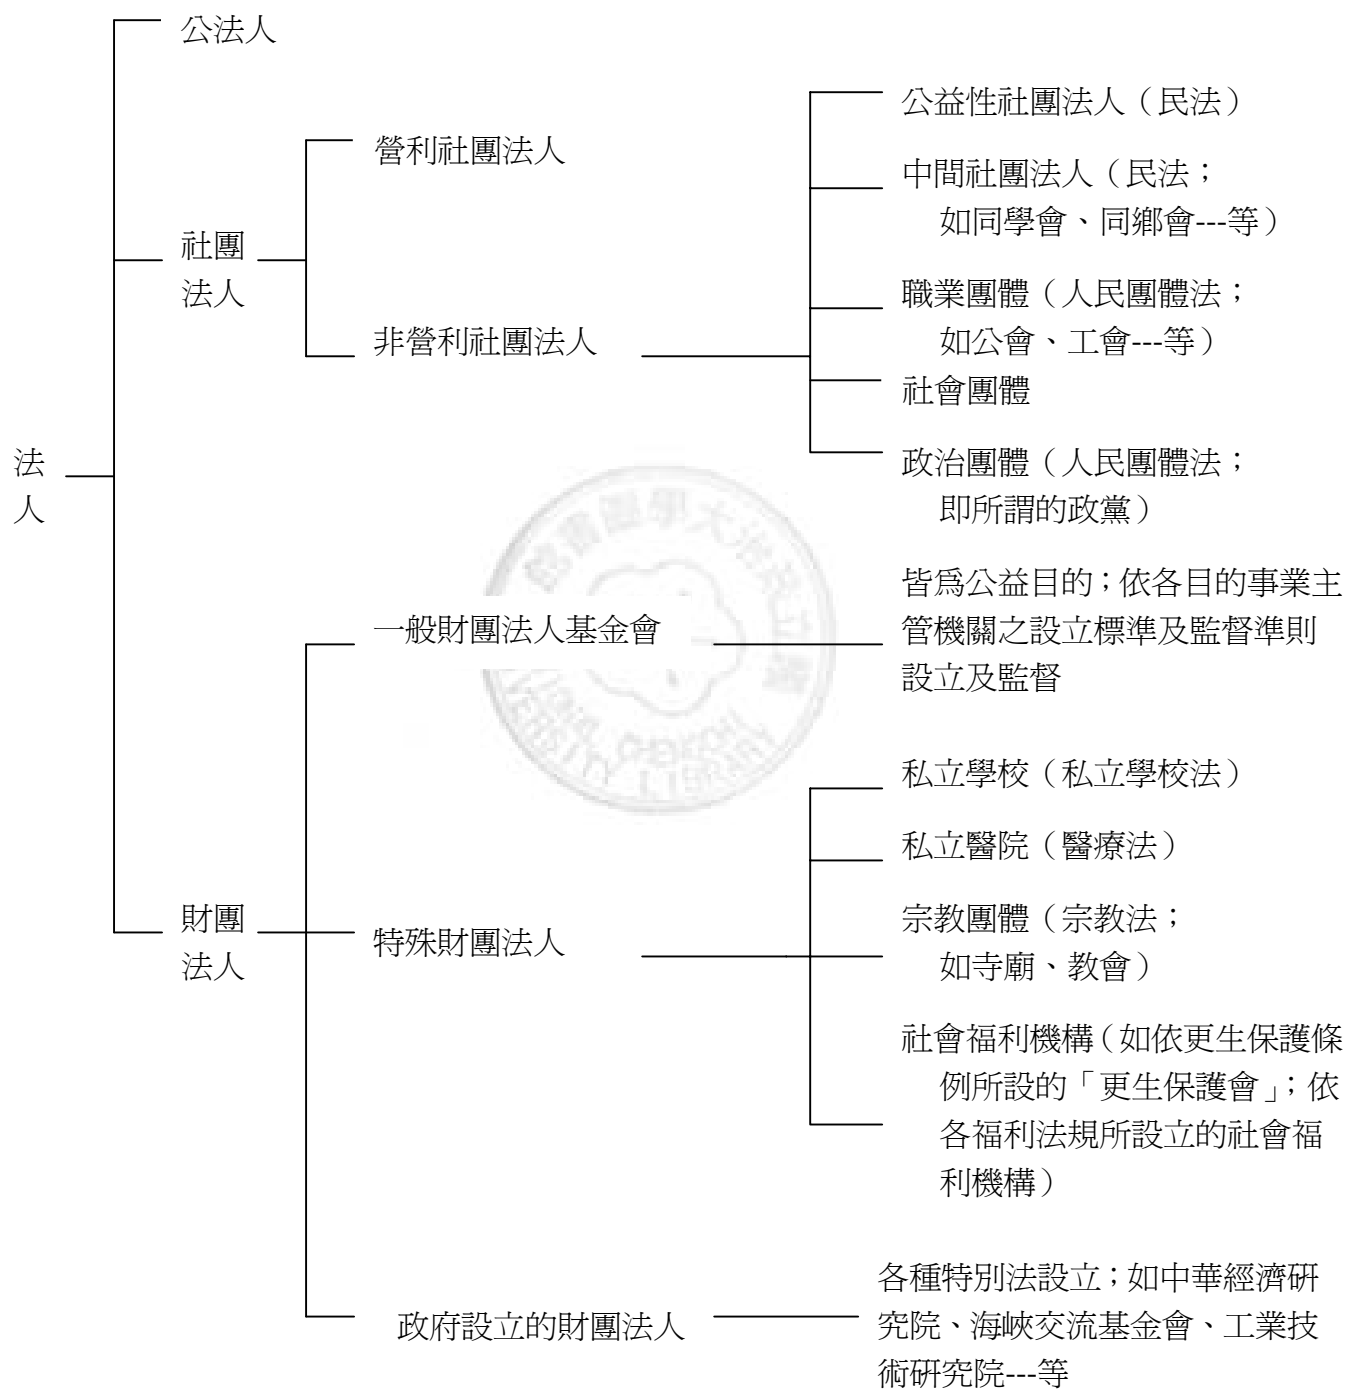 公法人
公益性社團法人（民法）
營利社團法人
中間社團法人（民法；
如同學會、同鄉會---等）
社團
法人
職業團體（人民團體法；
如公會、工會---等）
非營利社團法人
社會團體
法
人
政治團體（人民團體法；
即所謂的政黨）
一般財團法人基金會
皆為公益目的；依各目的事業主
管機關之設立標準及監督準則
設立及監督
私立學校（私立學校法）
私立醫院（醫療法）
財團
法人
特殊財團法人
宗教團體（宗教法；
如寺廟、教會）
社會福利機構（如依更生保護條
例所設的「更生保護會」；依
各福利法規所設立的社會福
利機構）
政府設立的財團法人
各種特別法設立；如中華經濟研
究院、海峽交流基金會、工業技
術研究院---等